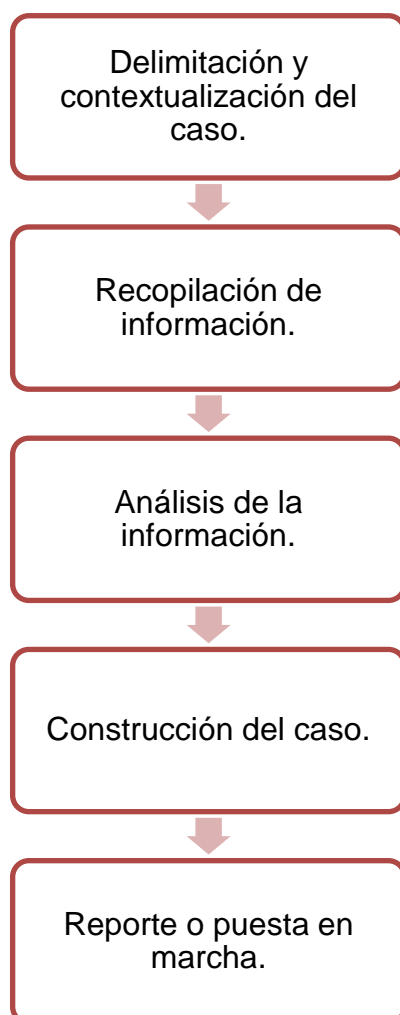 Delimitación y
contextualización del
caso.
Recopilación de
información.
Análisis de la
información.
Construcción del caso.
Reporte o puesta en
marcha.